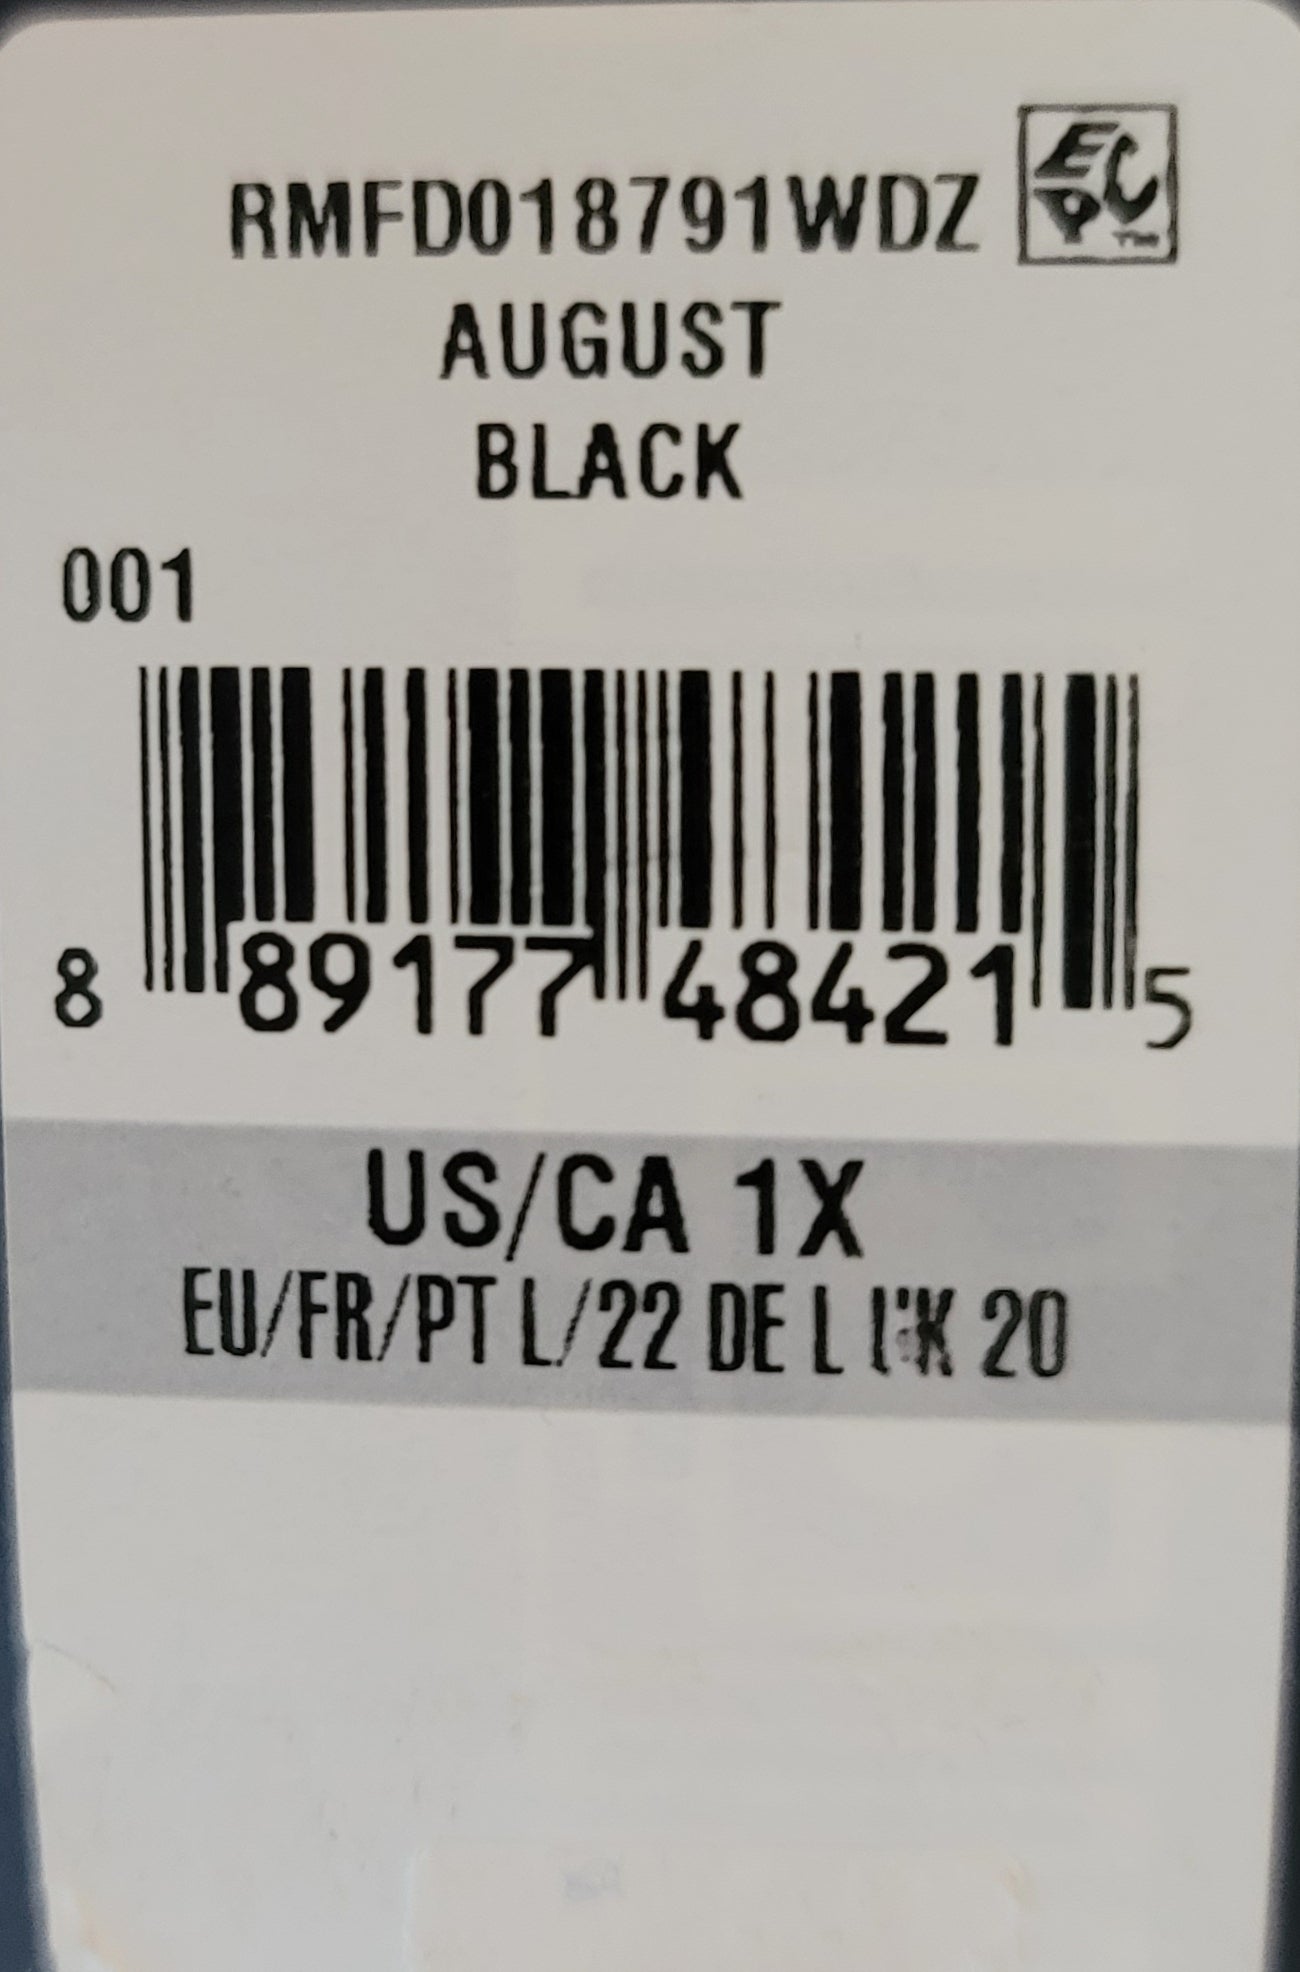 RMFD018791WDZ
AUGUST
BLACK
001
8 89177 48421 5
US/CA 1X
EU/FR/PT L/22 DE L 20